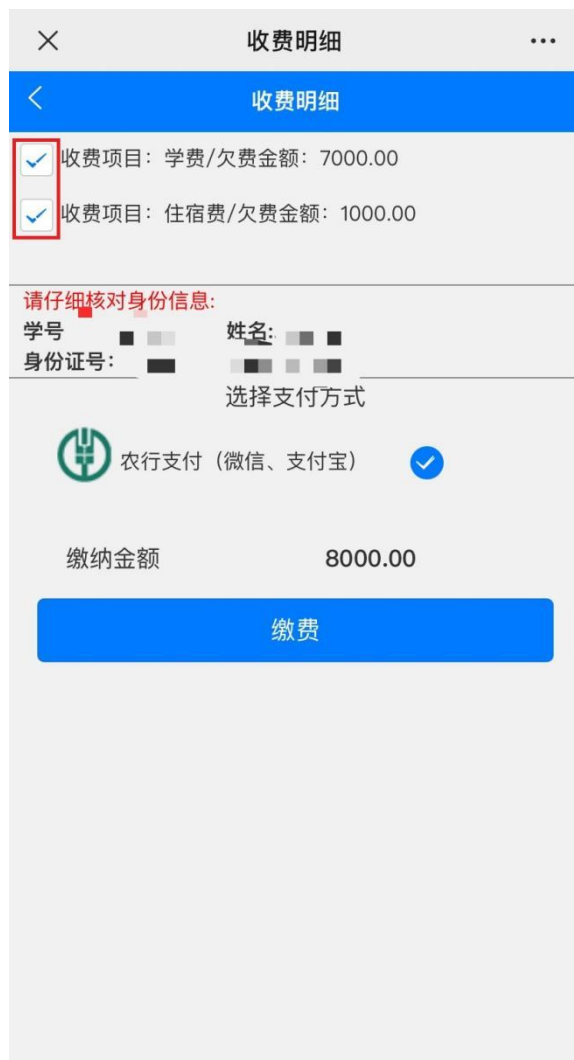 收费明细
收费明细
收费项目：学费/欠费金额：7000.00
收费项目：住宿费/欠费金额：1000.00
请仔细核对身份信息:
学号 姓名:
身份证号：
选择支付方式
农行支付（微信、支付宝）
缴纳金额 8000.00
缴费